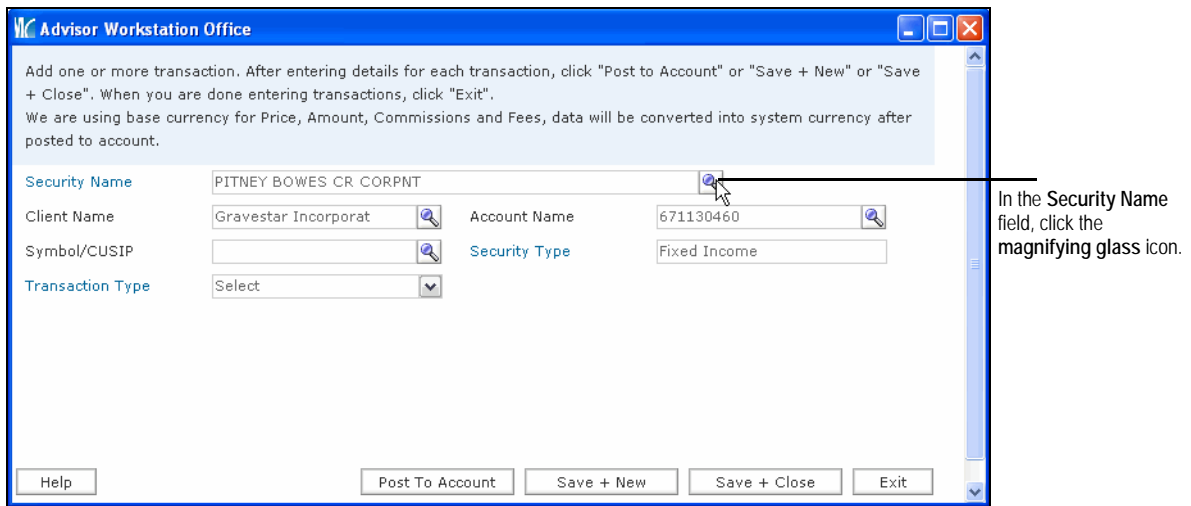 Advisor Workstation Office
Add one or more transaction. After entering details for each transaction, click "Post to Account" or "Save + New" or "Save
+ Close". When you are done entering transactions, click "Exit".
We are using base currency for Price, Amount, Commissions and Fees, data will be converted into system currency after
posted to account.
Security Name PITNEY BOWES CR CORPNT
Client Name Gravestar Incorporat Account Name 671130460
Symbol/CUSIP Security Type Fixed Income
Transaction Type Select
Help Post To Account Save + New Save + Close Exit
In the Security Name
field, click the
magnifying glass icon.